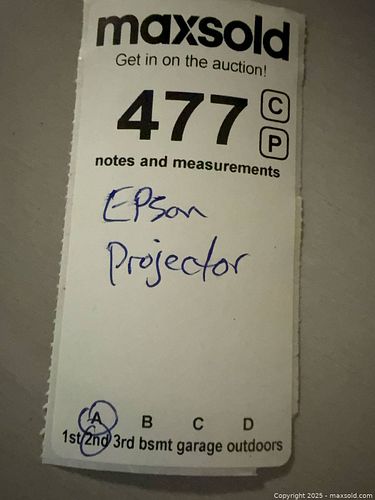 maxsold
Get in on the auction!
477 C
P
notes and measurements
Epson
Projector
A B C D
1st 2nd 3rd bsmt garage outdoors
Copyright 2025 - maxsold.com